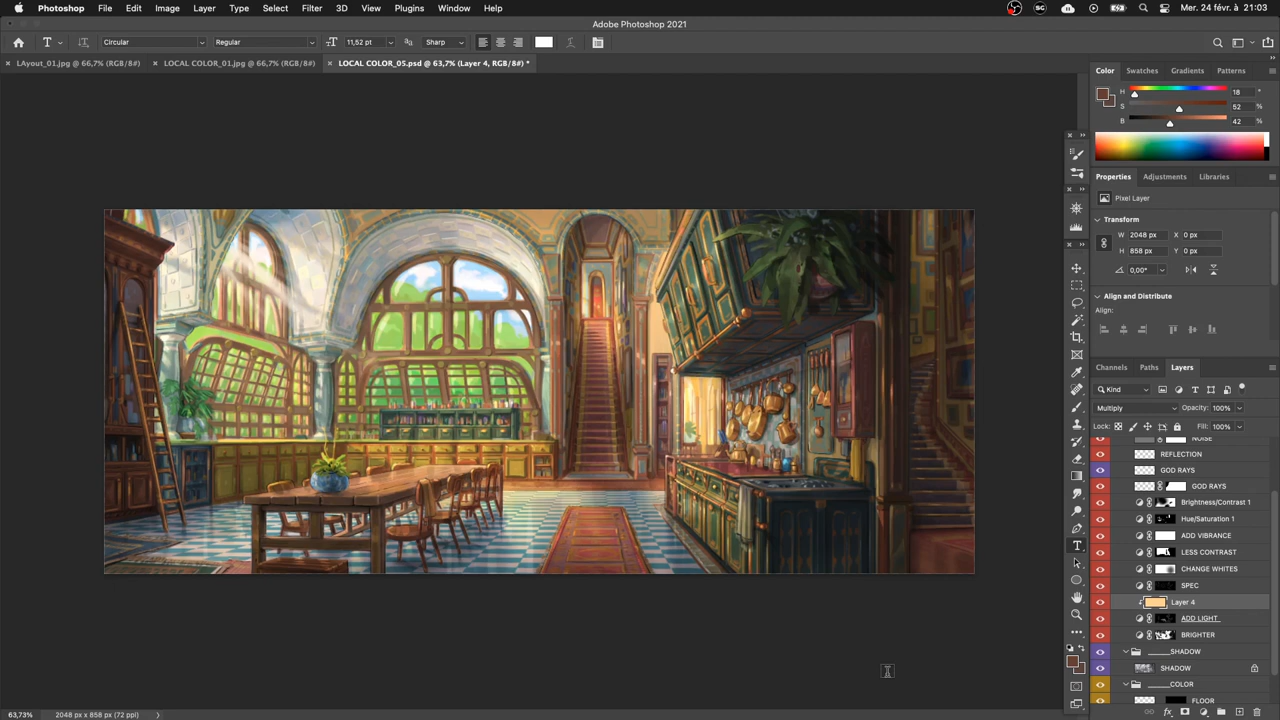 Photoshop File Edit Image Layer Type Select Filter 3D View Plugins Window Help Mer. 24 févr. à 21:03
Adobe Photoshop 2021
T Circular Regular 11,52 pt Sharp
LAyout_01.jpg @ 66,7% (RGB/8#) LOCAL COLOR_01.jpg @ 66,7% (RGB/8#) LOCAL COLOR_05.psd @ 63,7% (Layer 4, RGB/8#) *
Color Swatches Gradients Patterns
H 18 °
S 52 %
B 42 %
Properties Adjustments Libraries
Pixel Layer
Transform
W 2048 px X 0 px
H 858 px Y 0 px
0,00°
Align and Distribute
Align:
Channels Paths Layers
Kind
Multiply Opacity: 100%
Lock: Fill: 100%
NOISE
REFLECTION
GOD RAYS
GOD RAYS
Brightness/Contrast 1
Hue/Saturation 1
ADD VIBRANCE
LESS CONTRAST
CHANGE WHITES
SPEC
Layer 4
ADD LIGHT
BRIGHTER
______SHADOW
SHADOW
______COLOR
FLOOR
63,73% 2048 px x 858 px (72 ppi)